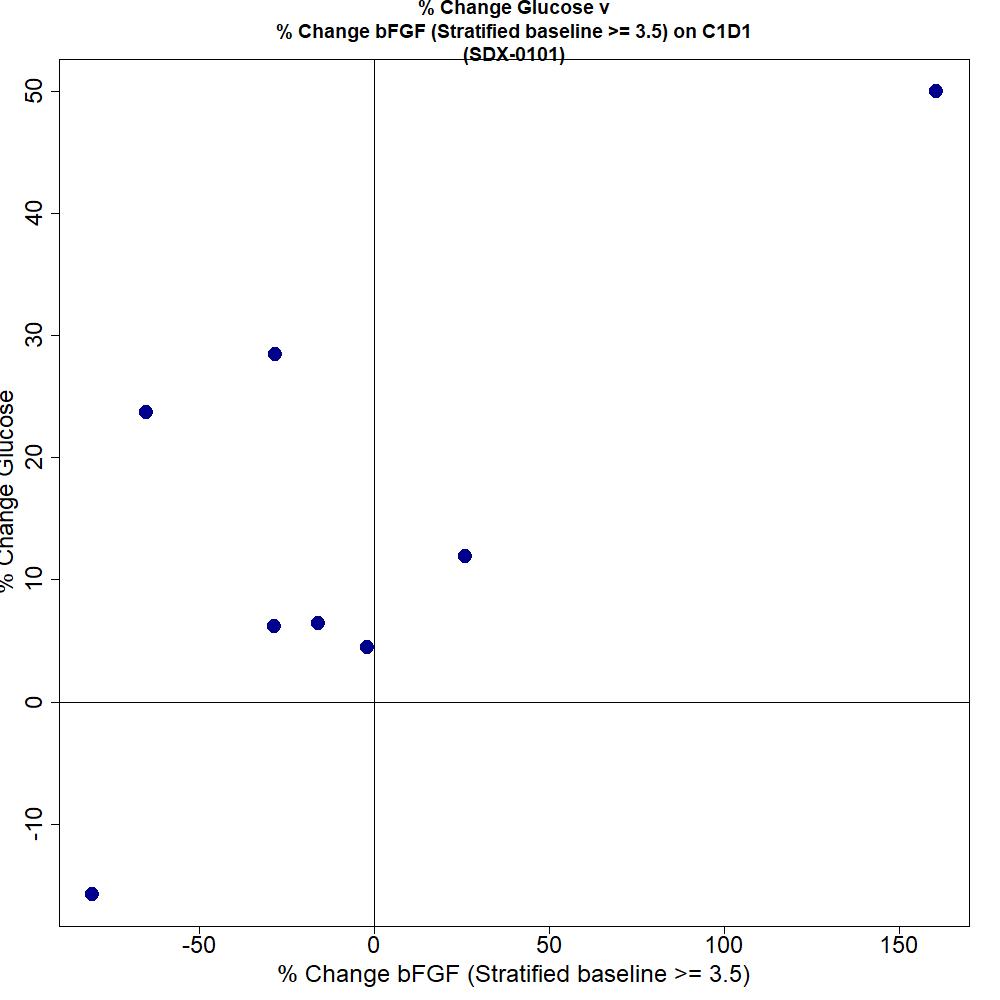 % Change Glucose v
% Change bFGF (Stratified baseline >= 3.5) on C1D1
(SDX-0101)
% Change Glucose
50
40
30
20
10
0
-10
-50
0
50
100
150
% Change bFGF (Stratified baseline >= 3.5)